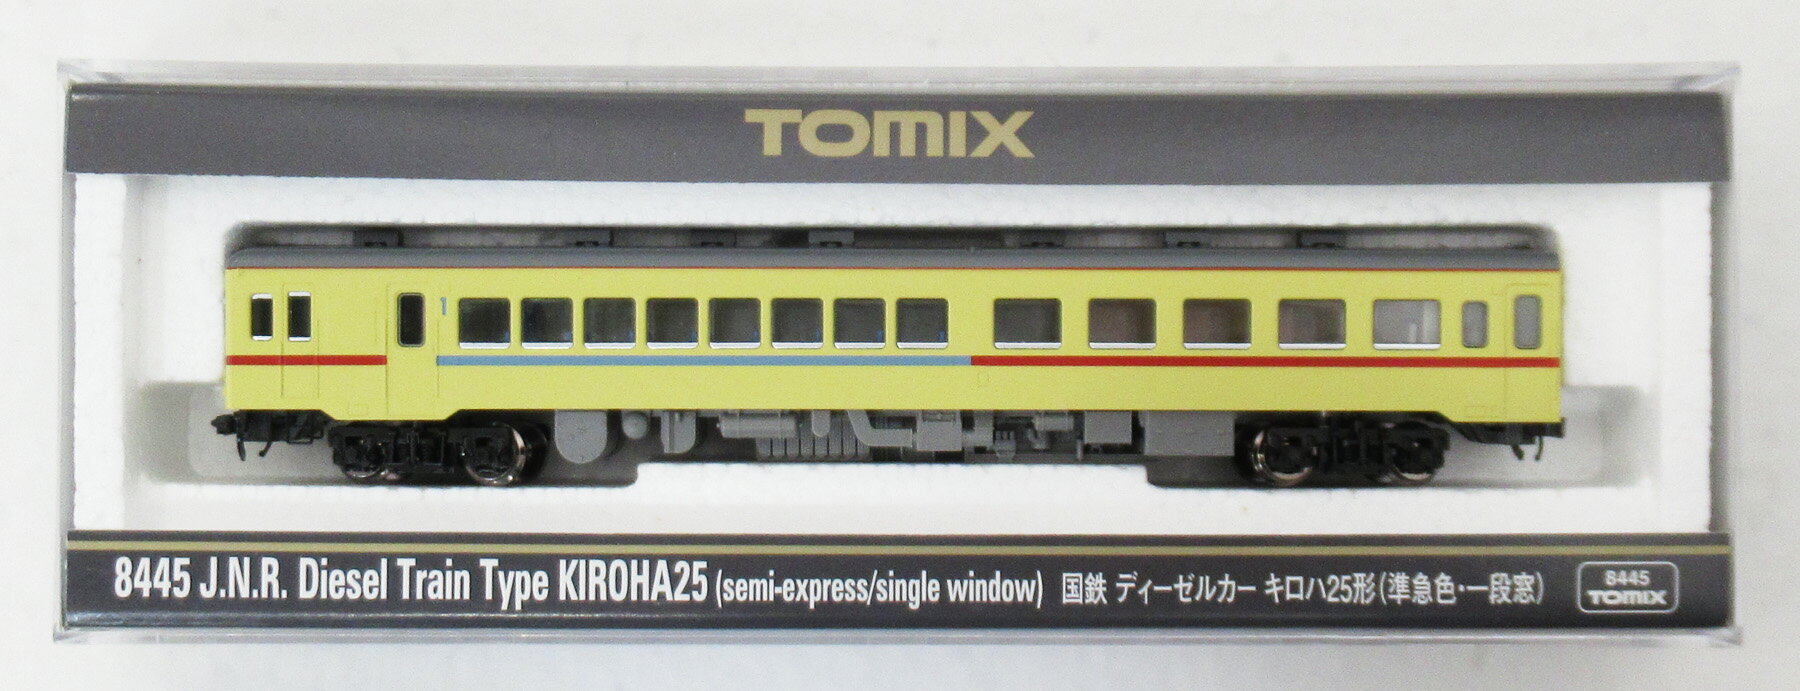 TOMIX
1
8445 J.N.R. Diesel Train Type KIROHA25 (semi-express/single window) 国鉄 ディーゼルカー キロハ25形(準急色・一段窓)
8445
TOMIX